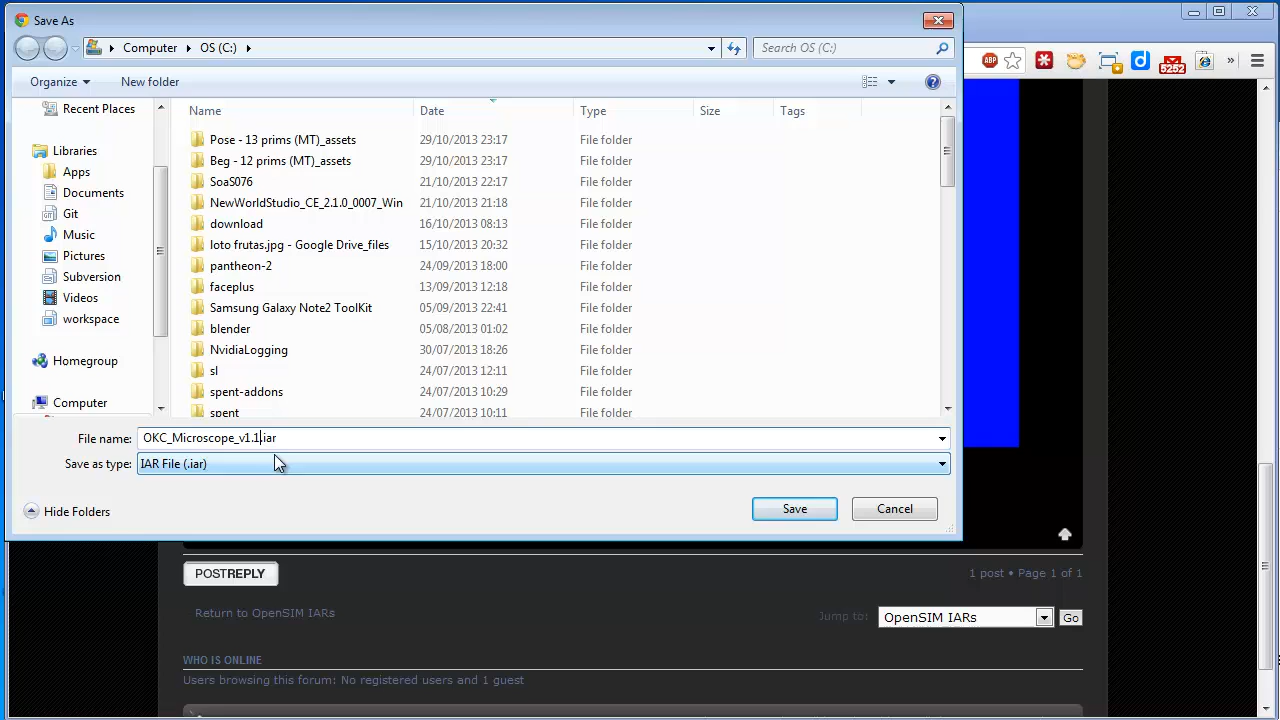 Save As
Computer OS (C:) Search OS (C:)
Organize New folder
ABP 5252 »
Recent Places
Libraries
Apps
Documents
Git
Music
Pictures
Subversion
Videos
workspace
Homegroup
Computer
Name Date Type Size Tags
Pose - 13 prims (MT)_assets 29/10/2013 23:17 File folder
Beg - 12 prims (MT)_assets 29/10/2013 23:17 File folder
SoaS076 21/10/2013 22:17 File folder
NewWorldStudio_CE_2.1.0_0007_Win 21/10/2013 21:18 File folder
download 16/10/2013 08:13 File folder
loto frutas.jpg - Google Drive_files 15/10/2013 20:32 File folder
pantheon-2 24/09/2013 18:00 File folder
faceplus 13/09/2013 12:18 File folder
Samsung Galaxy Note2 ToolKit 05/09/2013 22:41 File folder
blender 05/08/2013 01:02 File folder
NvidiaLogging 30/07/2013 18:26 File folder
sl 24/07/2013 12:11 File folder
spent-addons 24/07/2013 10:29 File folder
spent 24/07/2013 10:11 File folder
File name: OKC_Microscope_v1.1.iar
Save as type: IAR File (.iar)
Hide Folders Save Cancel
POSTREPLY 1 post • Page 1 of 1
Return to OpenSIM IARs Jump to: OpenSIM IARs Go
WHO IS ONLINE
Users browsing this forum: No registered users and 1 guest